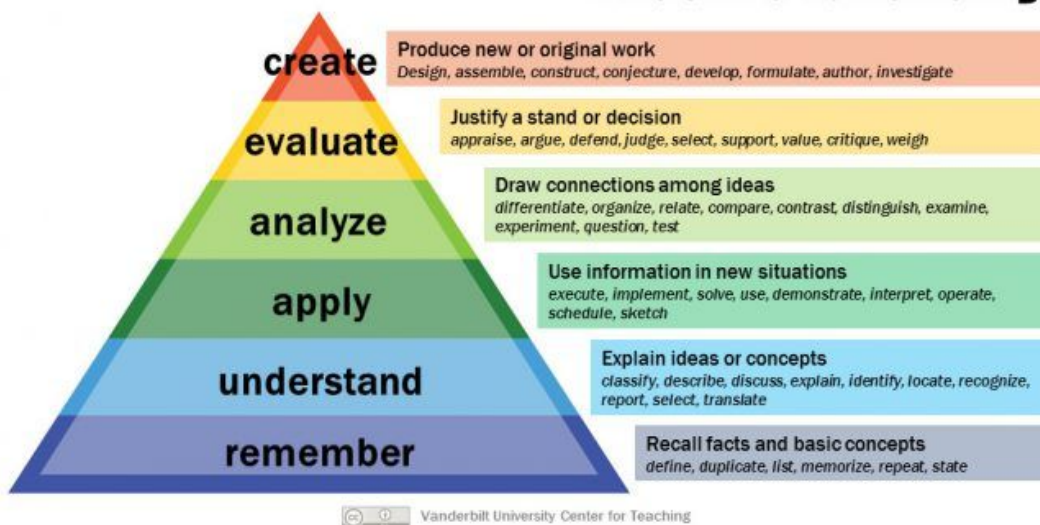 create
Produce new or original work
Design, assemble, construct, conjecture, develop, formulate, author, investigate
evaluate
Justify a stand or decision
appraise, argue, defend, judge, select, support, value, critique, weigh
analyze
Draw connections among ideas
differentiate, organize, relate, compare, contrast, distinguish, examine,
experiment, question, test
apply
Use information in new situations
execute, implement, solve, use, demonstrate, interpret, operate,
schedule, sketch
understand
Explain ideas or concepts
classify, describe, discuss, explain, identify, locate, recognize,
report, select, translate
remember
Recall facts and basic concepts
define, duplicate, list, memorize, repeat, state
cc
Vanderbilt University Center for Teaching